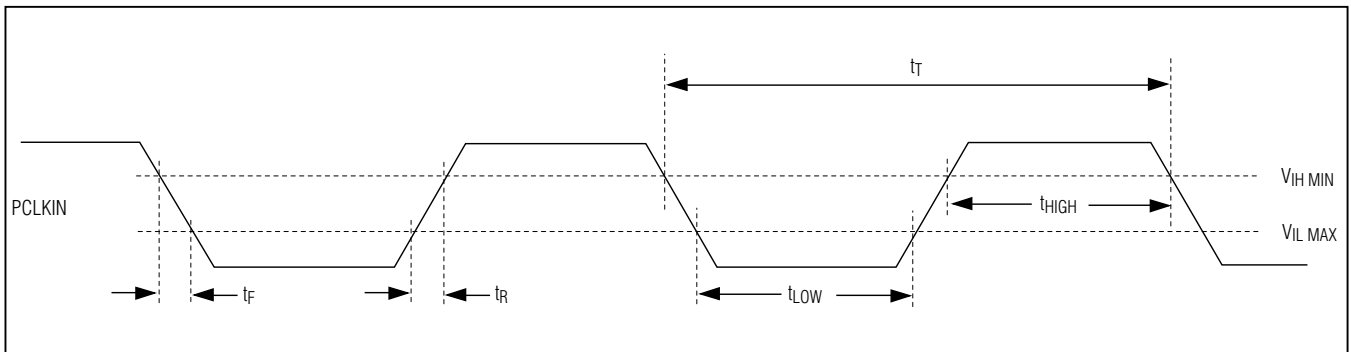 tT
VIH MIN
tHIGH
PCLKIN
VIL MAX
tF
tR
tLOW